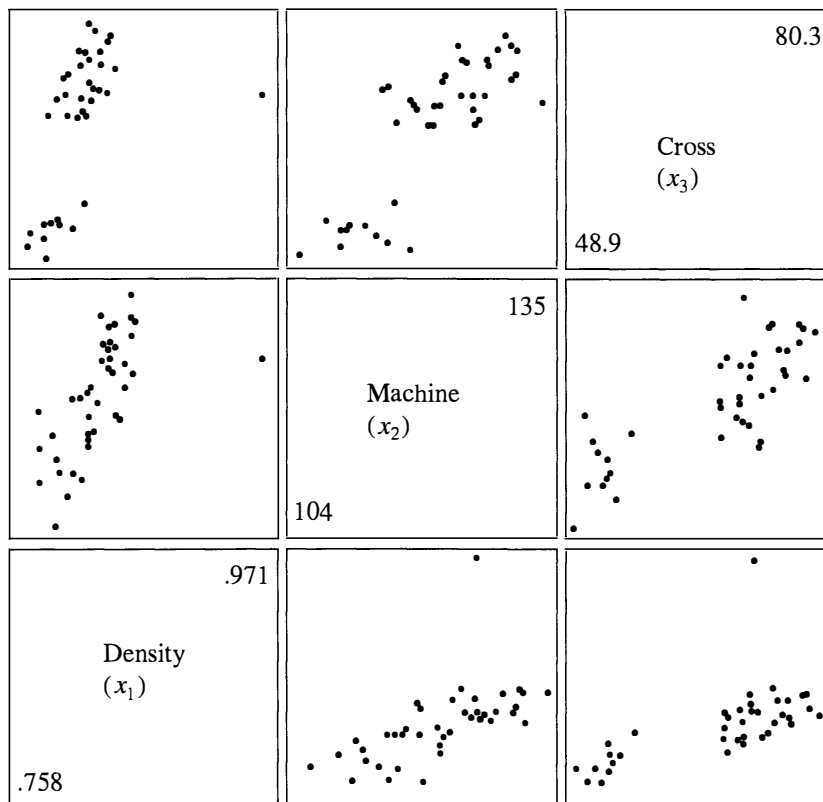 80.3
Cross
(x₃)
48.9
135
Machine
(x₂)
104
.971
Density
(x₁)
.758